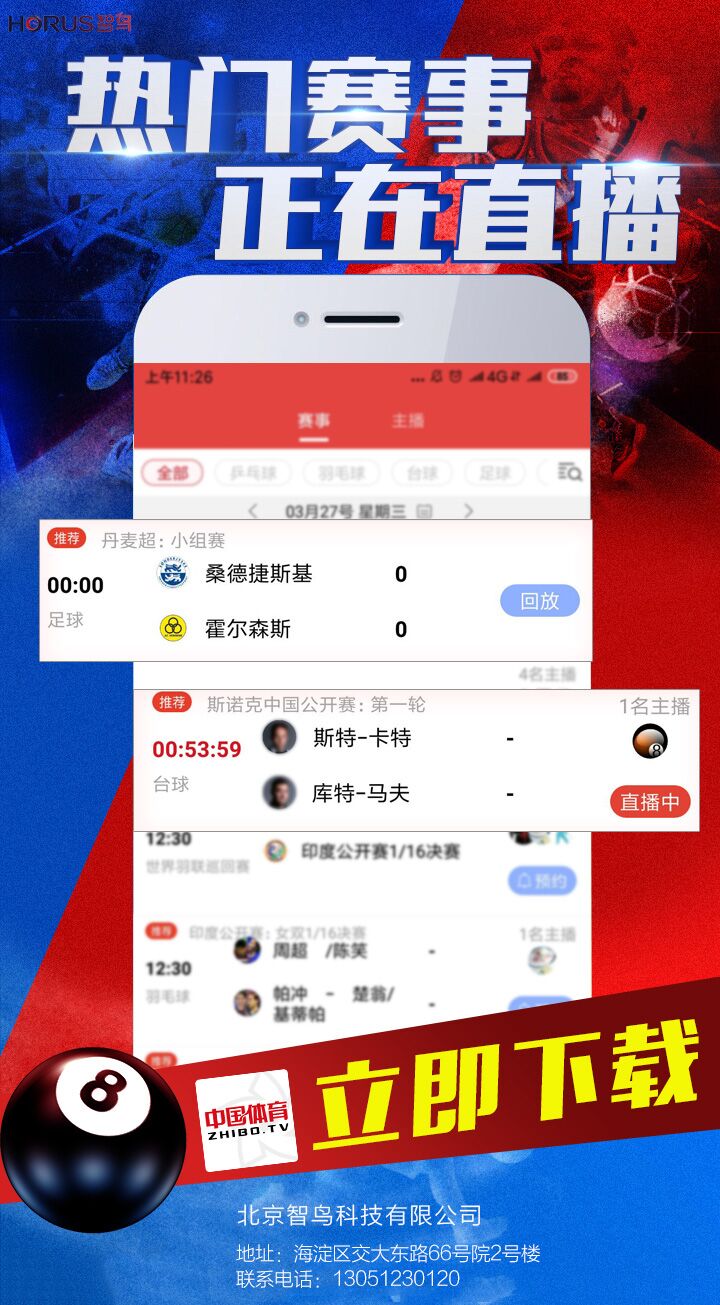 HORUS智鸟
热门赛事
正在直播
上午11:26
4G 85
赛事 主播
全部 乒乓球 羽毛球 台球 足球
03月27号 星期三
推荐 丹麦超: 小组赛
00:00
足球
桑德捷斯基 0
霍尔森斯 0
回放
4名主播
推荐 斯诺克中国公开赛: 第一轮
1名主播
00:53:59
台球
斯特-卡特 -
库特-马夫 -
直播中
12:30
世界羽联巡回赛
印度公开赛1/16决赛
预约
推荐 印度公开赛: 女双1/16决赛
1名主播
12:30
羽毛球
周超 /陈笑 -
帕冲 - 楚翁/
基蒂帕 -
推荐
8
中国体育
ZHIBO.TV
立即下载
北京智鸟科技有限公司
地址: 海淀区交大东路66号院2号楼
联系电话: 13051230120